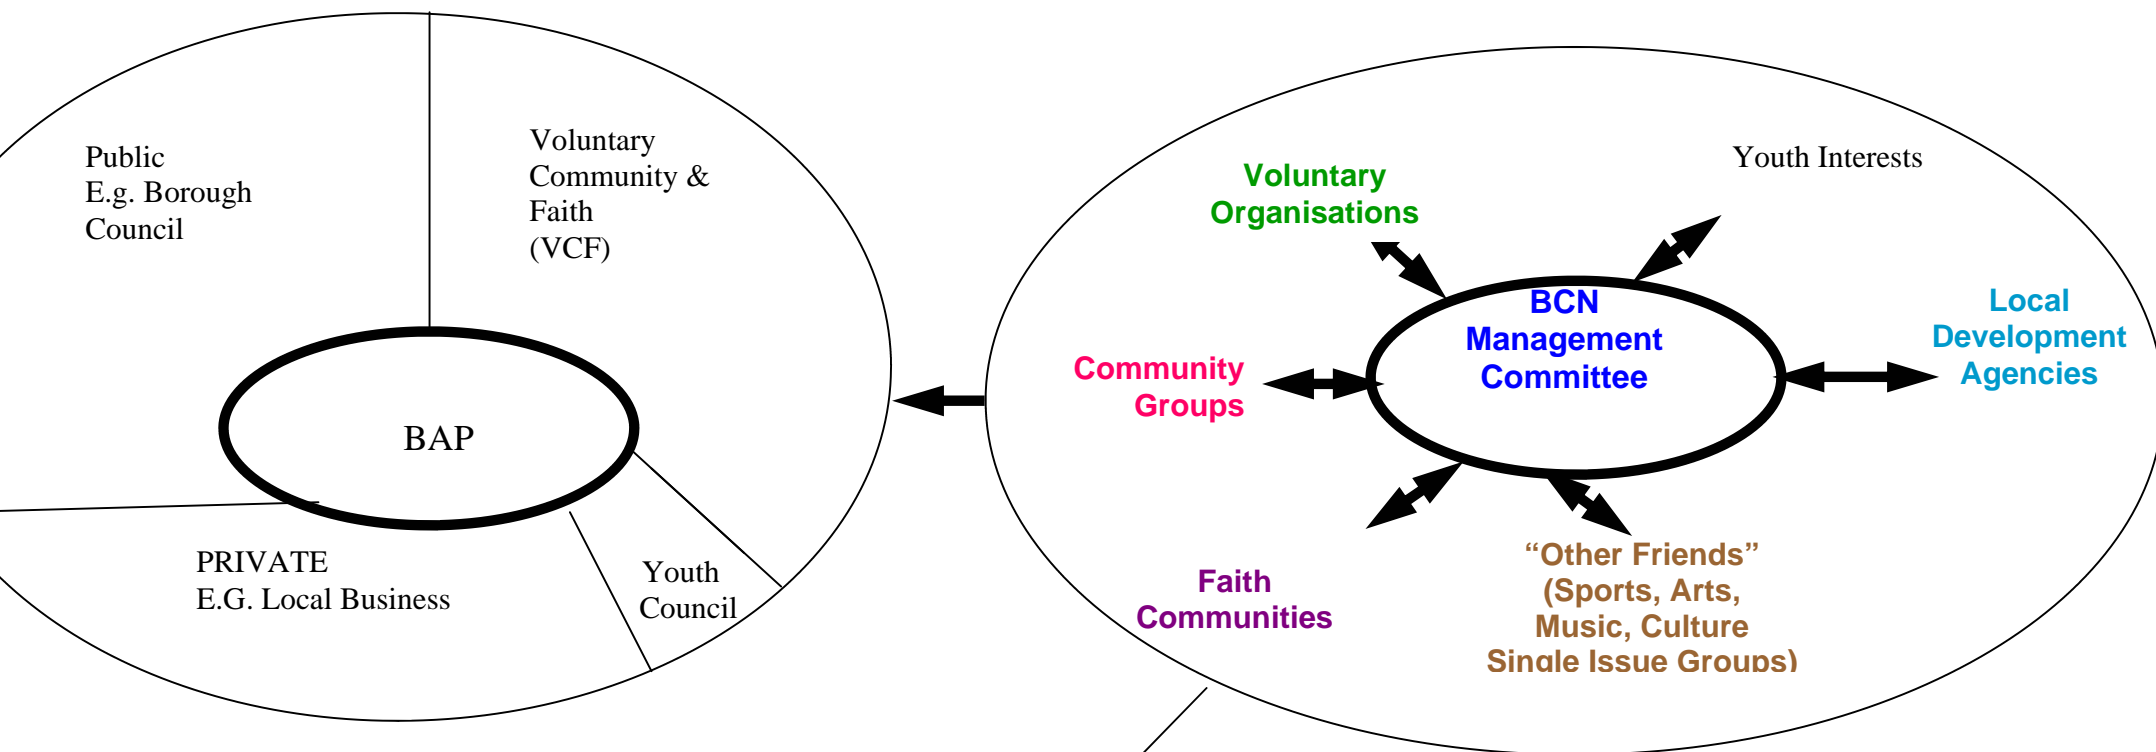 Public
E.g. Borough
Council
Voluntary
Community &
Faith
(VCF)
BAP
PRIVATE
E.G. Local Business
Youth
Council
Voluntary
Organisations
Youth Interests
BCN
Management
Committee
Local
Development
Agencies
Community
Groups
Faith
Communities
“Other Friends”
(Sports, Arts,
Music, Culture
Single Issue Groups)